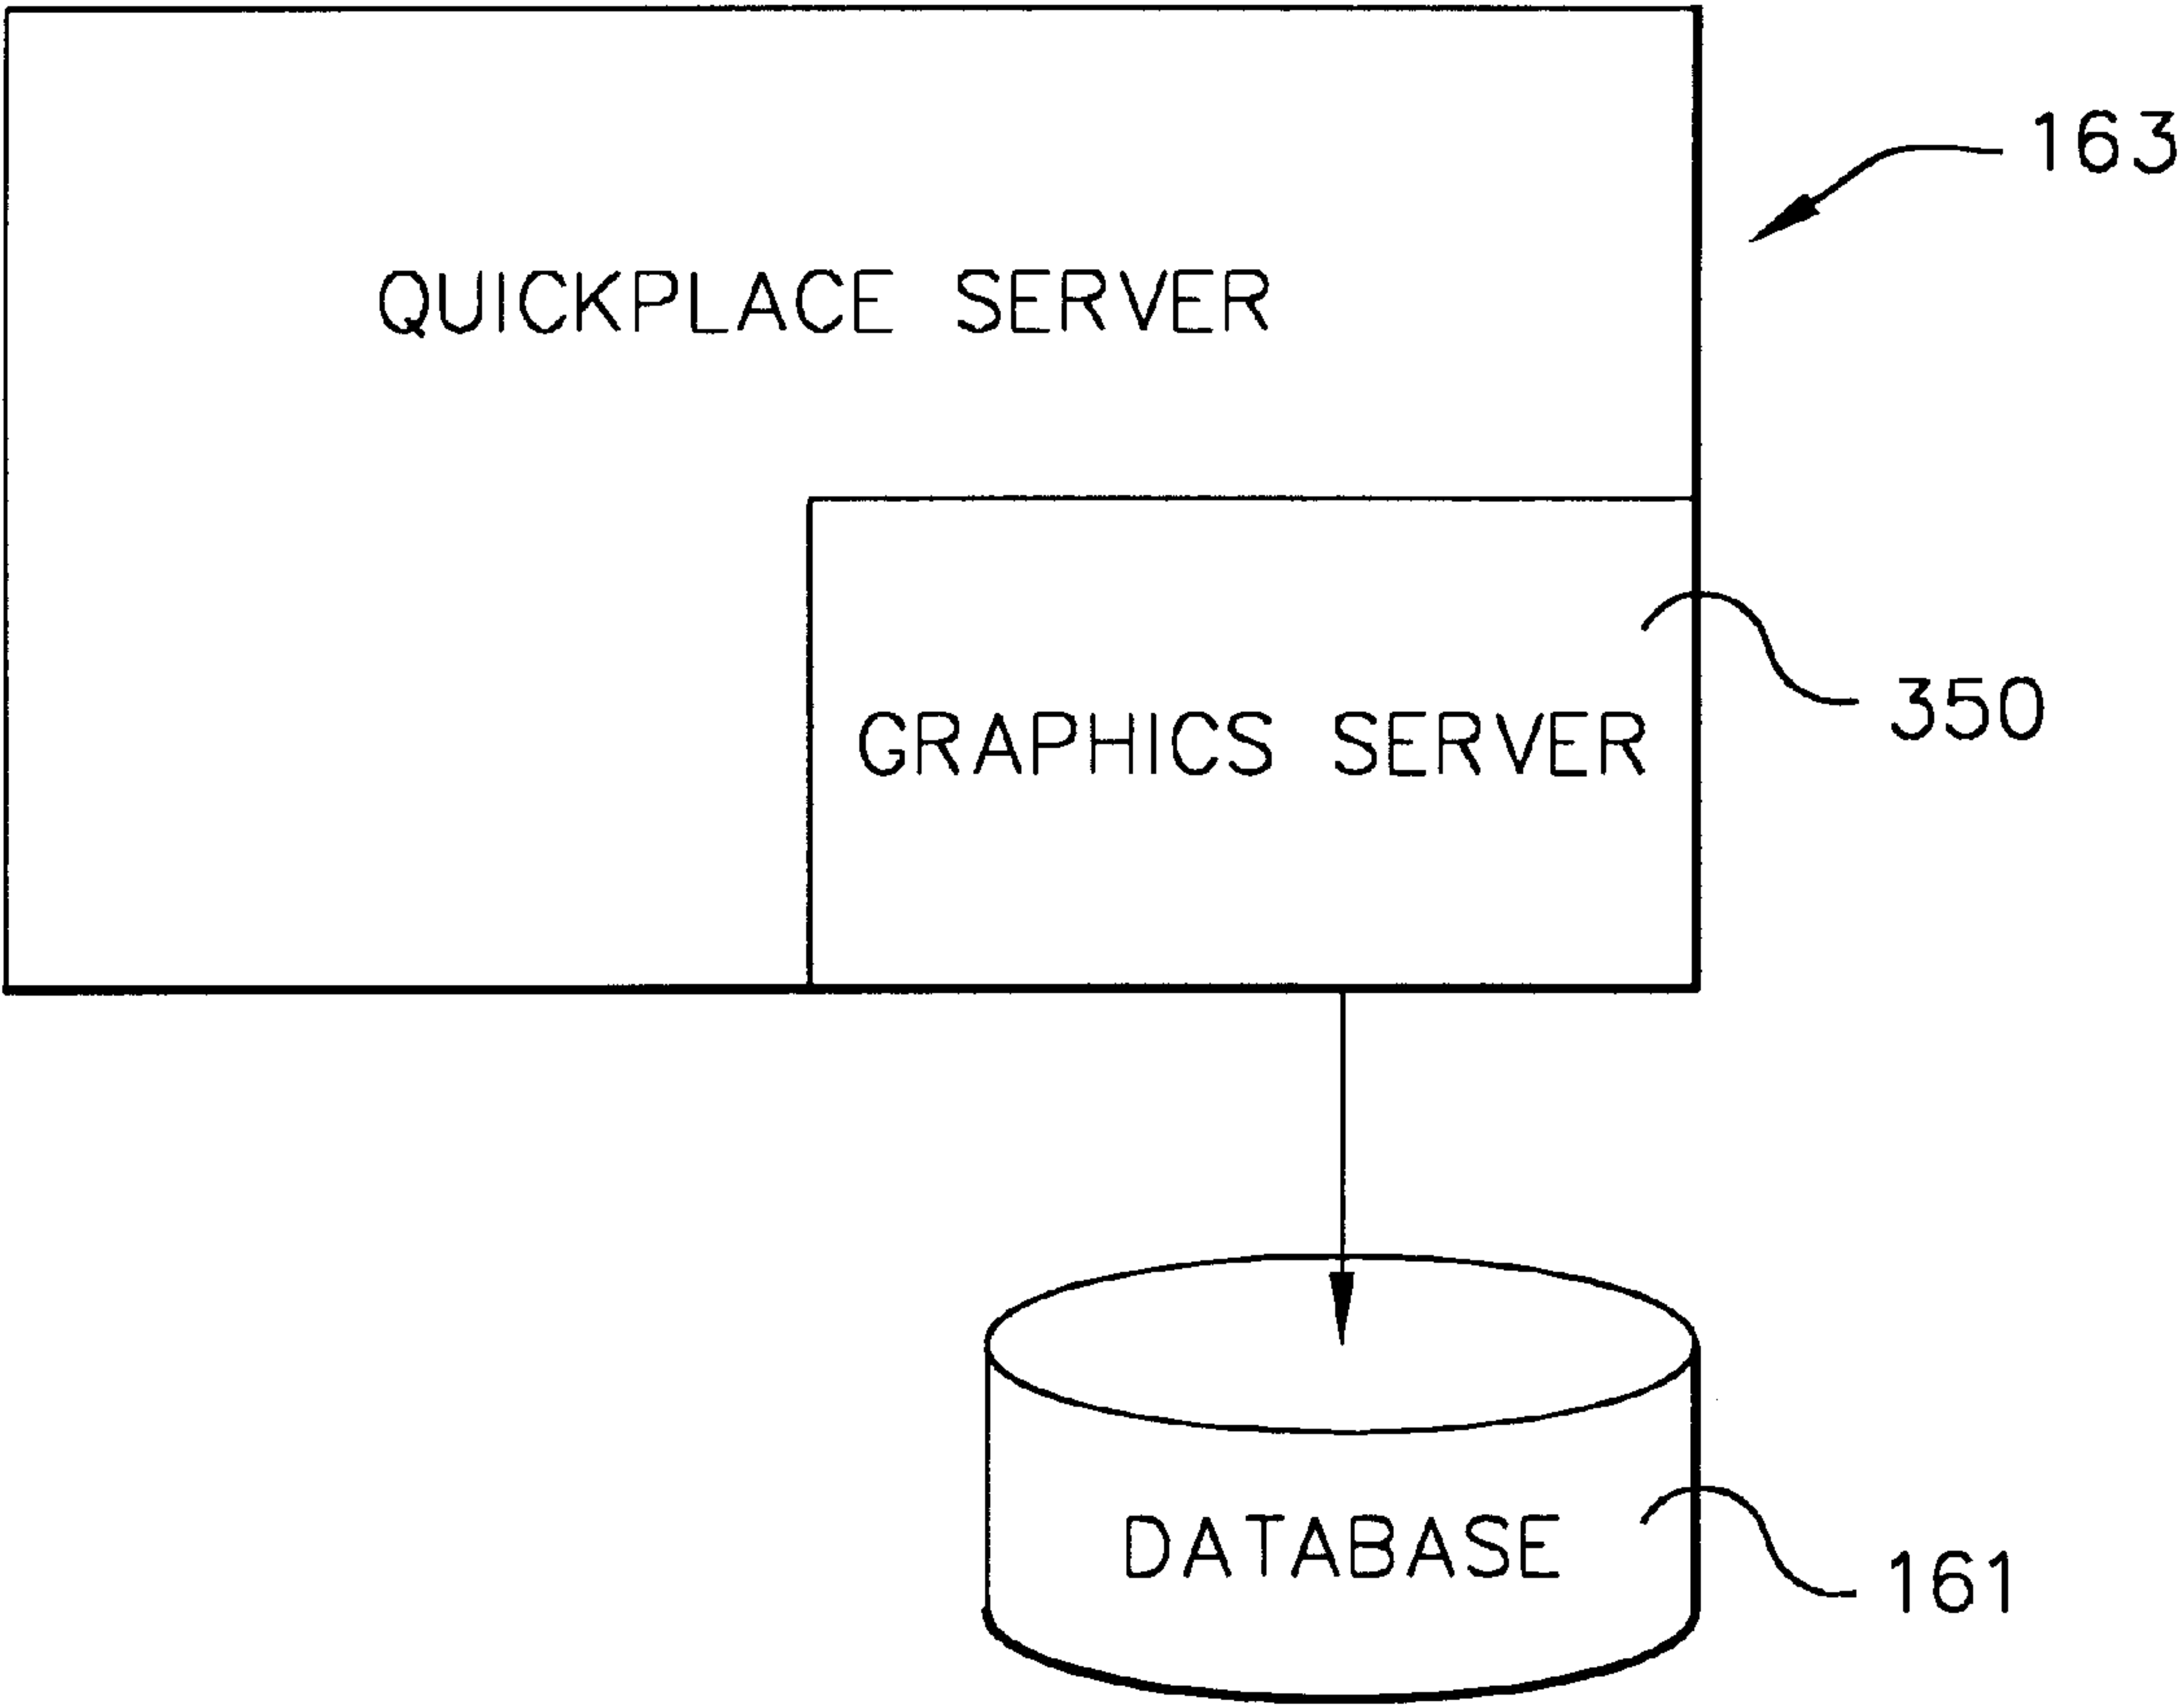 163
QUICKPLACE SERVER
350
GRAPHICS SERVER
DATABASE
161